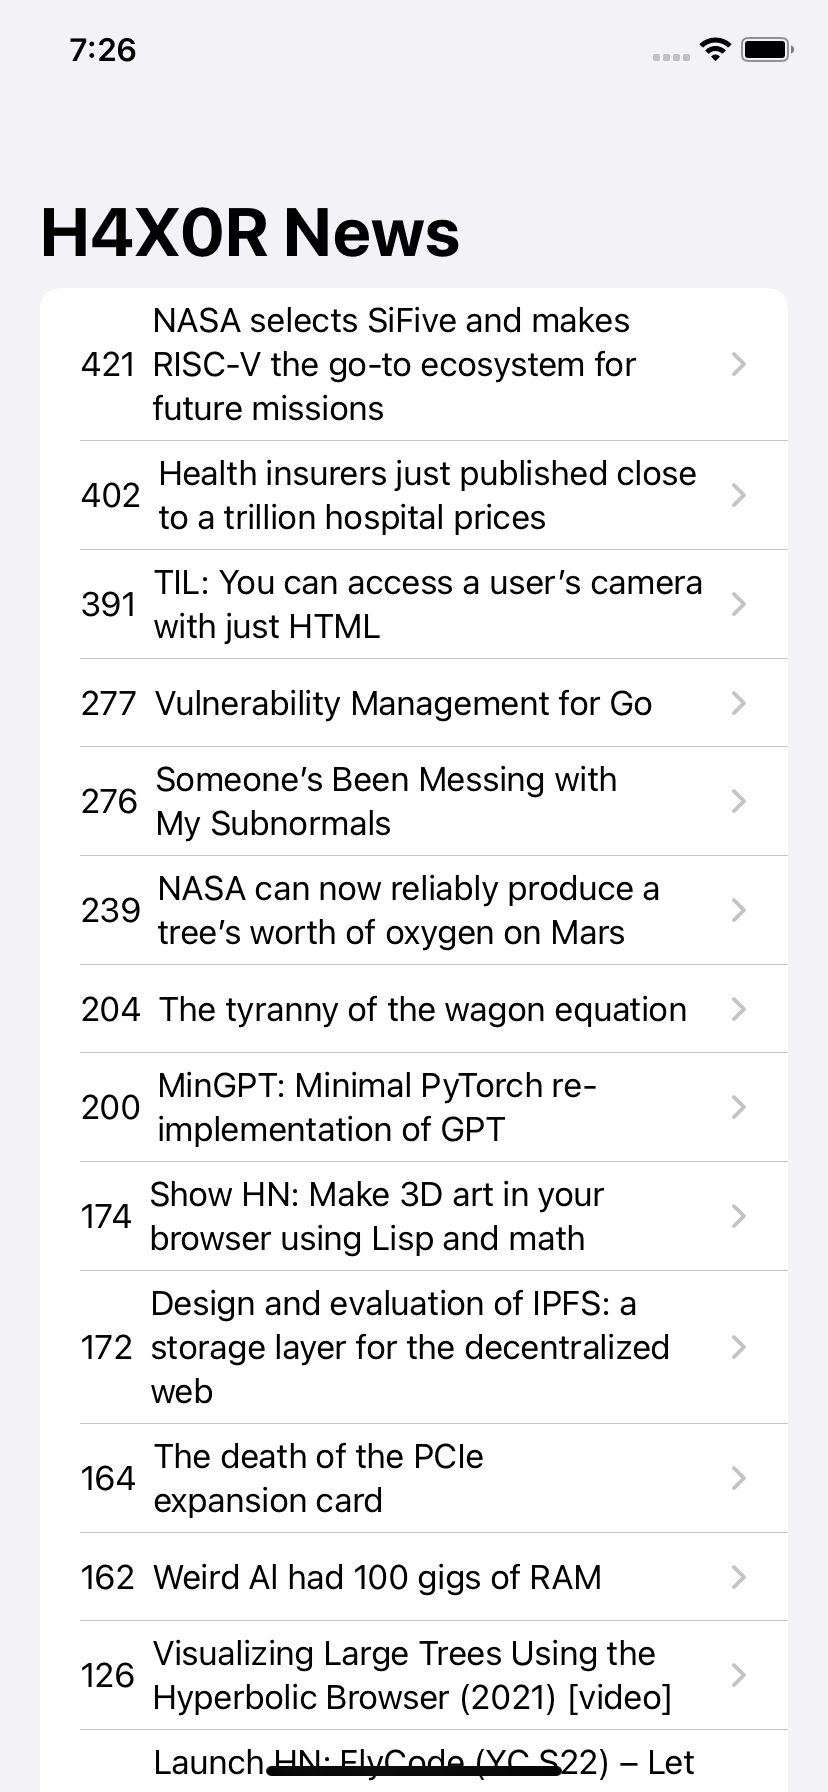 7:26
H4X0R News
NASA selects SiFive and makes
421 RISC-V the go-to ecosystem for
future missions
402 Health insurers just published close
to a trillion hospital prices
391 TIL: You can access a user’s camera
with just HTML
277 Vulnerability Management for Go
276 Someone’s Been Messing with
My Subnormals
239 NASA can now reliably produce a
tree’s worth of oxygen on Mars
204 The tyranny of the wagon equation
200 MinGPT: Minimal PyTorch re-
implementation of GPT
174 Show HN: Make 3D art in your
browser using Lisp and math
Design and evaluation of IPFS: a
172 storage layer for the decentralized
web
164 The death of the PCIe
expansion card
162 Weird Al had 100 gigs of RAM
126 Visualizing Large Trees Using the
Hyperbolic Browser (2021) [video]
Launch HN: FlyCode (YC S22) – Let